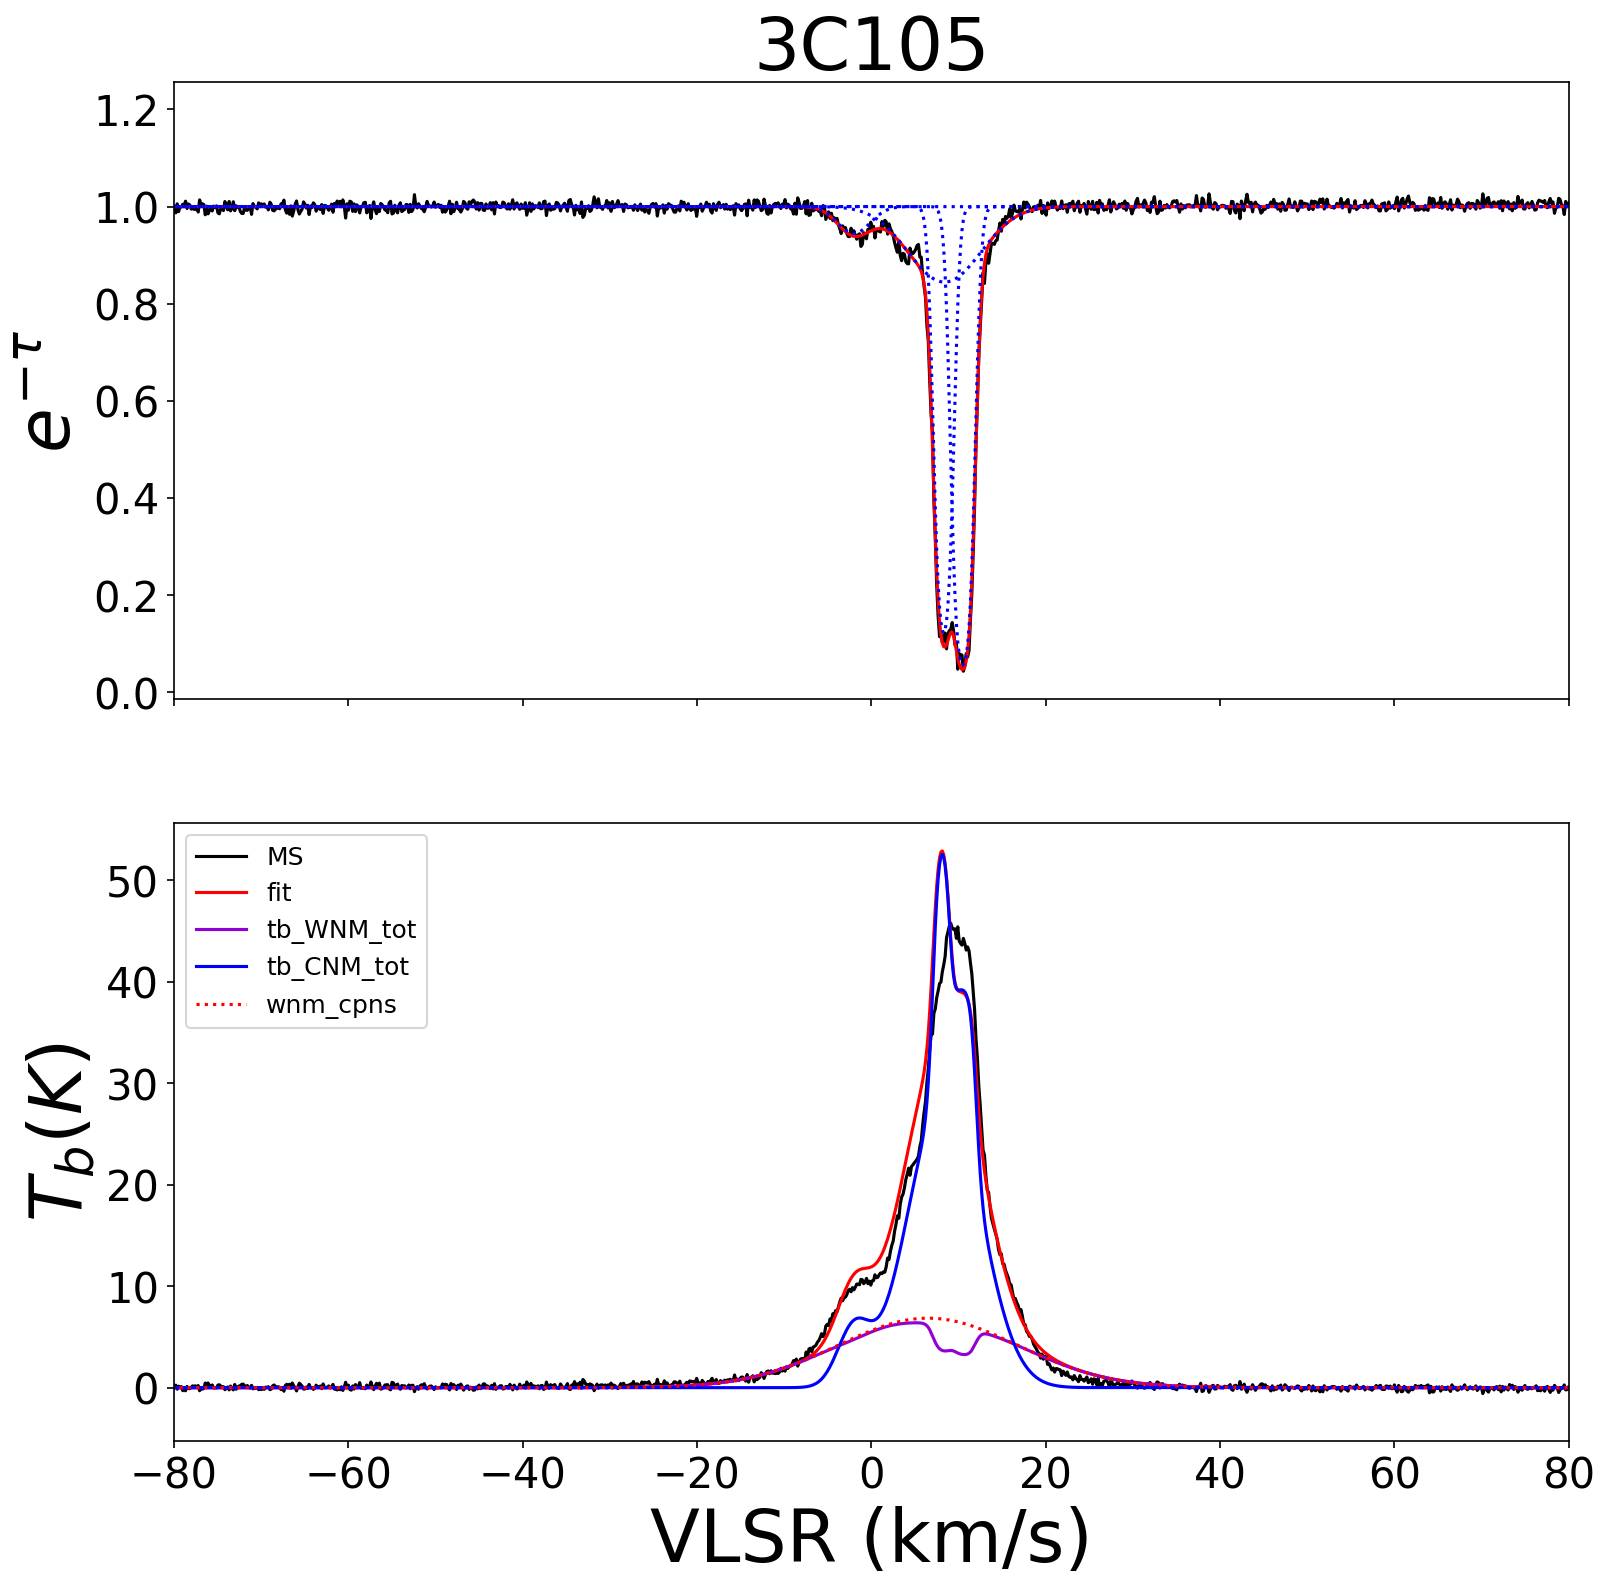 3C105
1.2
1.0
0.8
0.6
0.4
0.2
0.0
e^{−τ}
MS
fit
tb_WNM_tot
tb_CNM_tot
wnm_cpns
50
40
30
20
10
0
T_b(K)
−80 −60 −40 −20 0 20 40 60 80
VLSR (km/s)